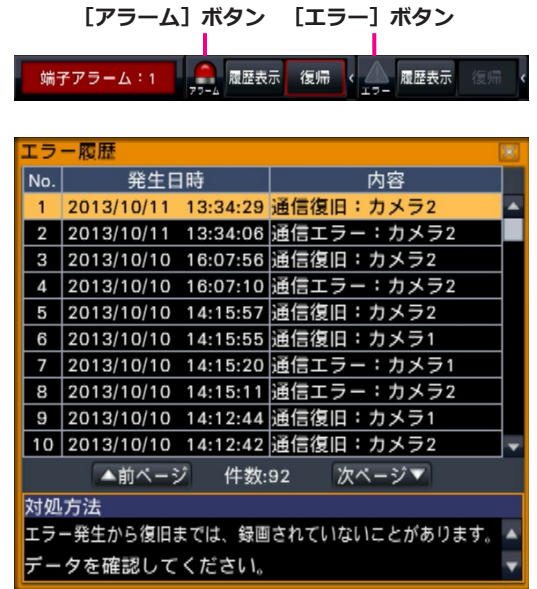 ［アラーム］ボタン ［エラー］ボタン
端子アラーム：1 アラーム 履歴表示 復帰 エラー 履歴表示 復帰
エラー履歴
No. 発生日時 内容
1 2013/10/11 13:34:29 通信復旧：カメラ2
2 2013/10/11 13:34:06 通信エラー：カメラ2
3 2013/10/10 16:07:56 通信復旧：カメラ2
4 2013/10/10 16:07:10 通信エラー：カメラ2
5 2013/10/10 14:15:57 通信復旧：カメラ2
6 2013/10/10 14:15:55 通信復旧：カメラ1
7 2013/10/10 14:15:20 通信エラー：カメラ1
8 2013/10/10 14:15:11 通信エラー：カメラ2
9 2013/10/10 14:12:44 通信復旧：カメラ1
10 2013/10/10 14:12:42 通信復旧：カメラ2
▲前ページ 件数:92 次ページ▼
対処方法
エラー発生から復旧までは、録画されていないことがあります。
データを確認してください。